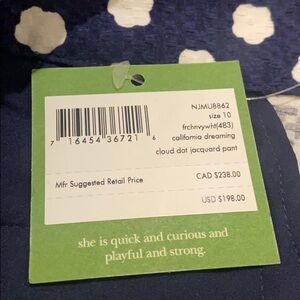 NJMU8862
size 10
frchnvywht(483)
california dreaming
cloud dot jacquard pant
7 16454 36721 6
Mfr Suggested Retail Price
CAD $238.00
USD $198.00
she is quick and curious and
playful and strong.